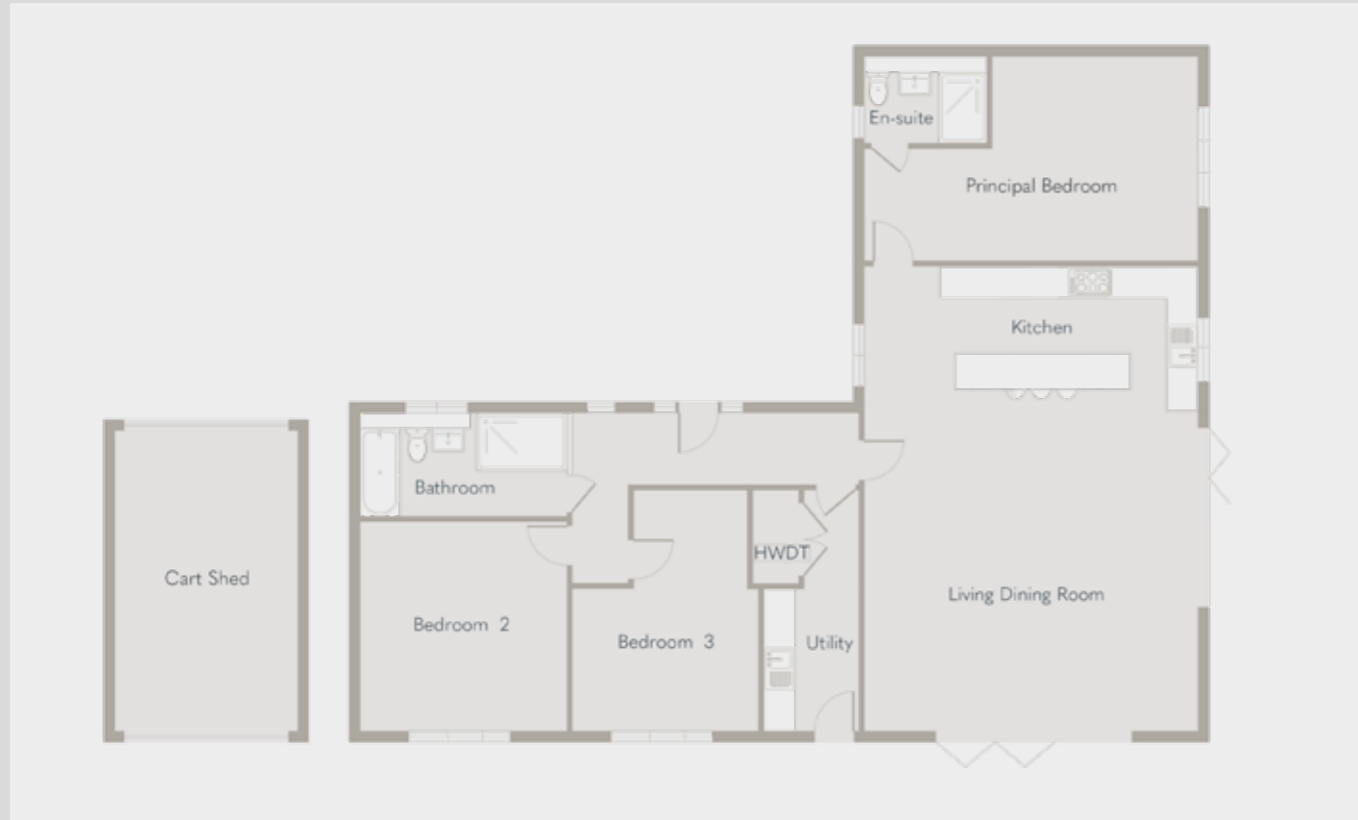 En-suite
Principal Bedroom
Kitchen
Bathroom
HWDT
Cart Shed
Living Dining Room
Bedroom 2
Bedroom 3
Utility